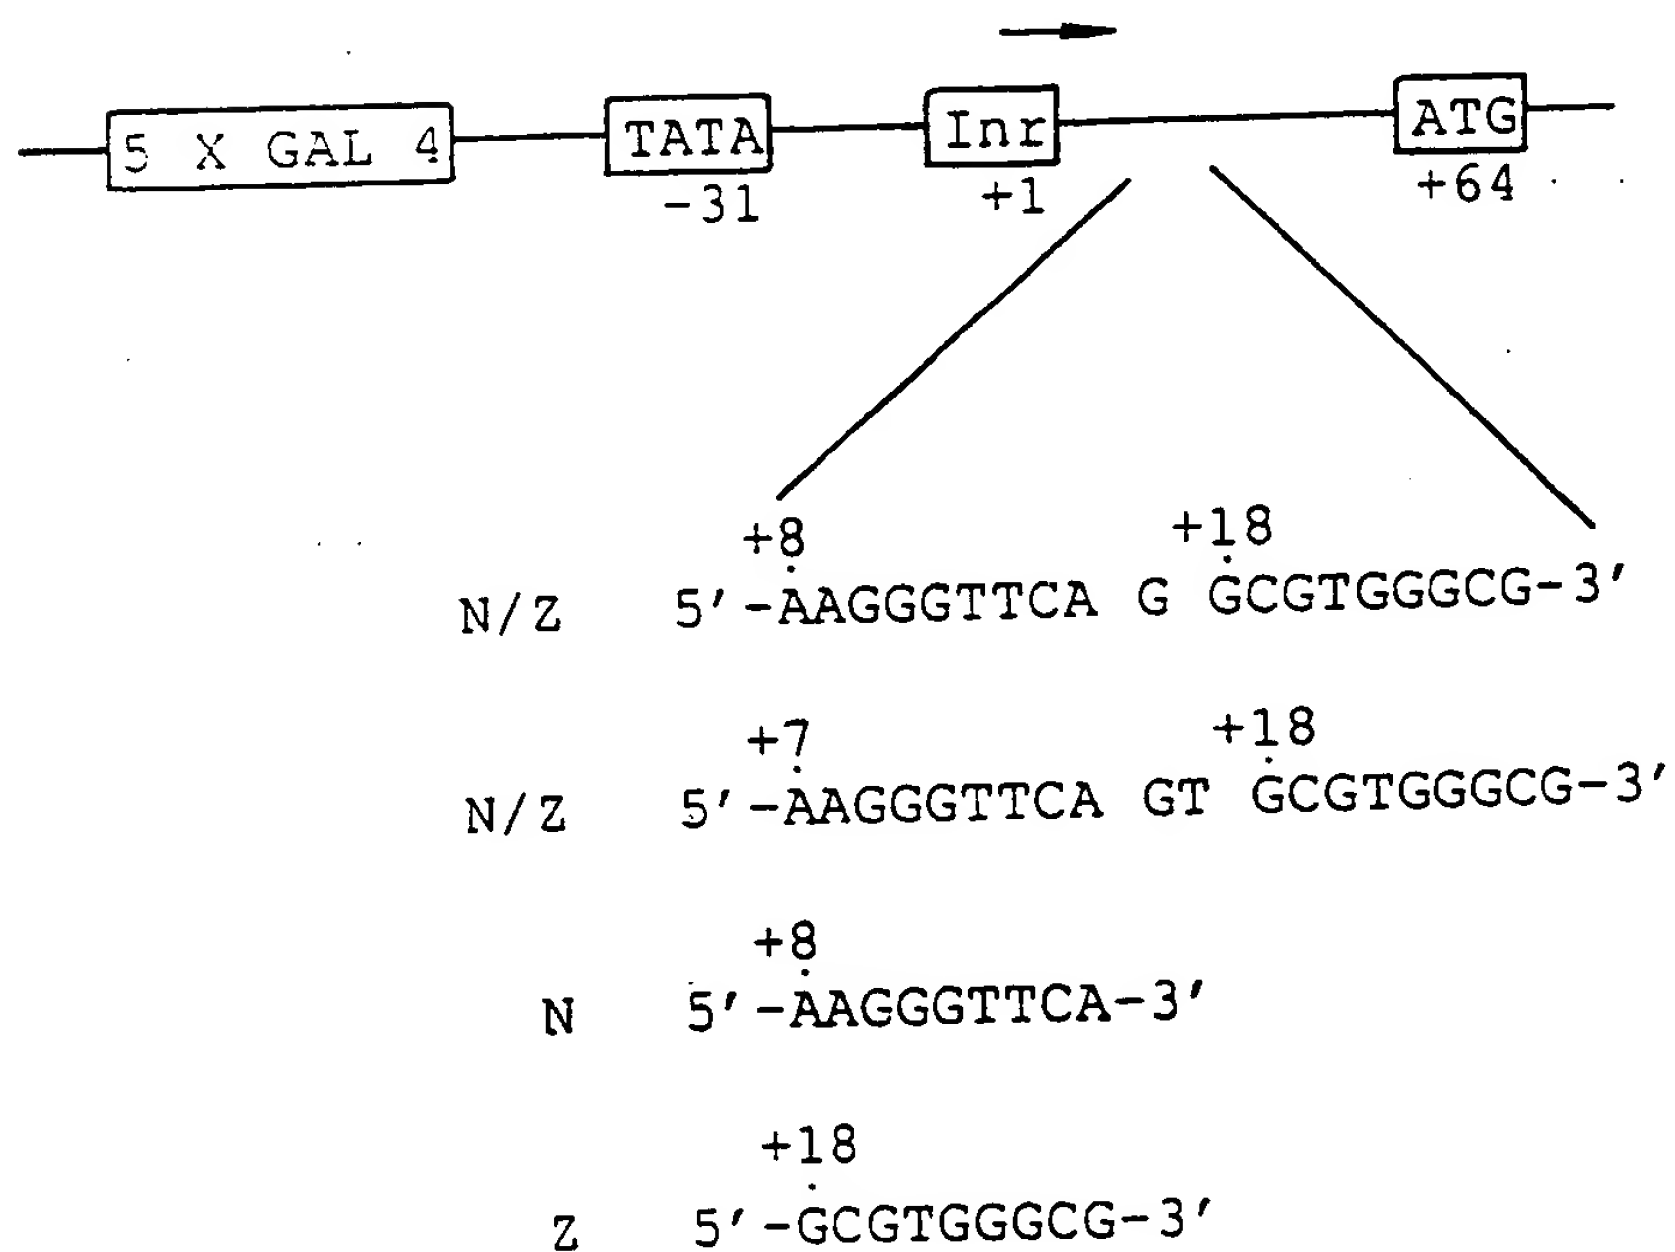 5 X GAL 4 TATA Inr ATG
-31 +1 +64
+8 +18
N/Z 5'-AAGGGTTCA G GCGTGGGCG-3'
+7 +18
N/Z 5'-AAGGGTTCA GT GCGTGGGCG-3'
+8
N 5'-AAGGGTTCA-3'
+18
Z 5'-GCGTGGGCG-3'